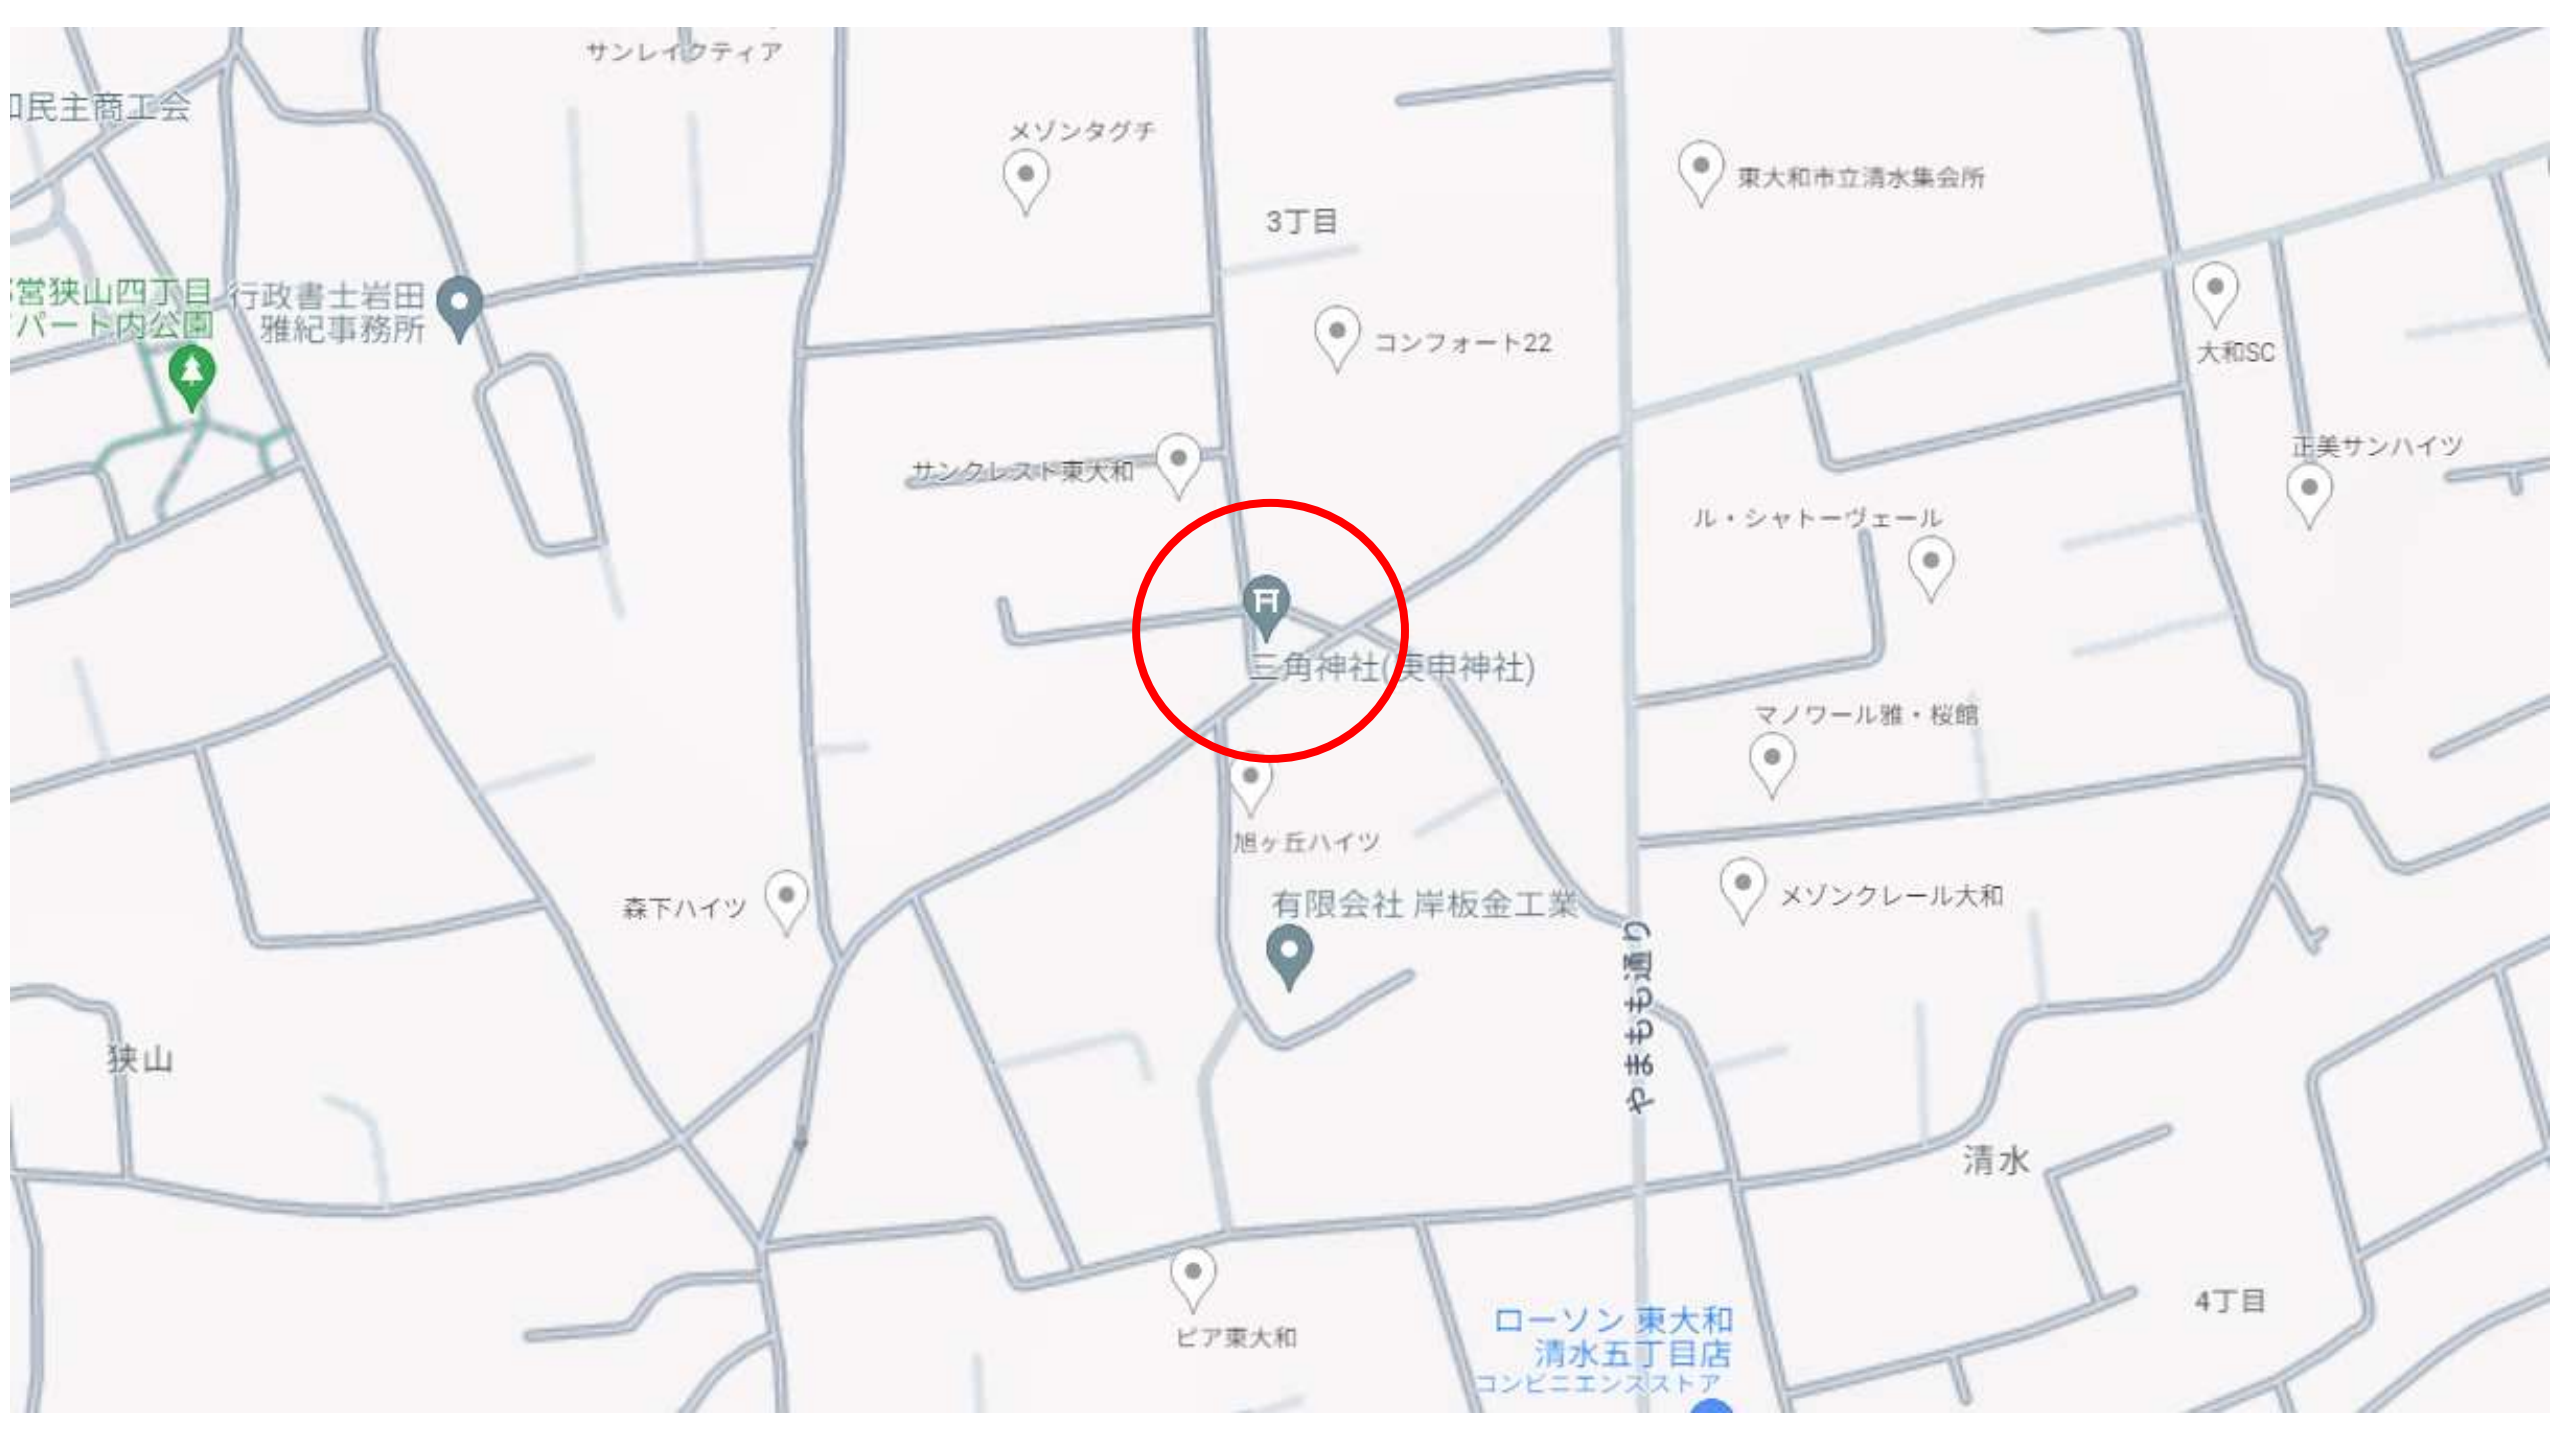 サンレイクティア
和民主商工会
メゾンタグチ
東大和市立清水集会所
3丁目
営狭山四丁目
パート内公園
行政書士岩田
雅紀事務所
コンフォート22
大和SC
サンクレスト東大和
正美サンハイツ
ル・シャトーヴェール
三角神社(庚申神社)
マノワール雅・桜館
旭ヶ丘ハイツ
森下ハイツ
有限会社 岸板金工業
メゾンクレール大和
やまもも通り
狭山
清水
4丁目
ピア東大和
ローソン 東大和
清水五丁目店
コンビニエンスストア